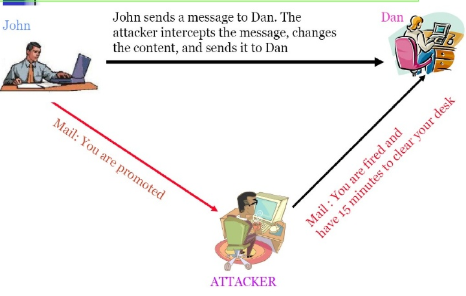 John
John sends a message to Dan. The
attacker intercepts the message, changes
the content, and sends it to Dan
Dan
Mail: You are promoted
Mail : You are fired and
have 15 minutes to clear your desk
ATTACKER